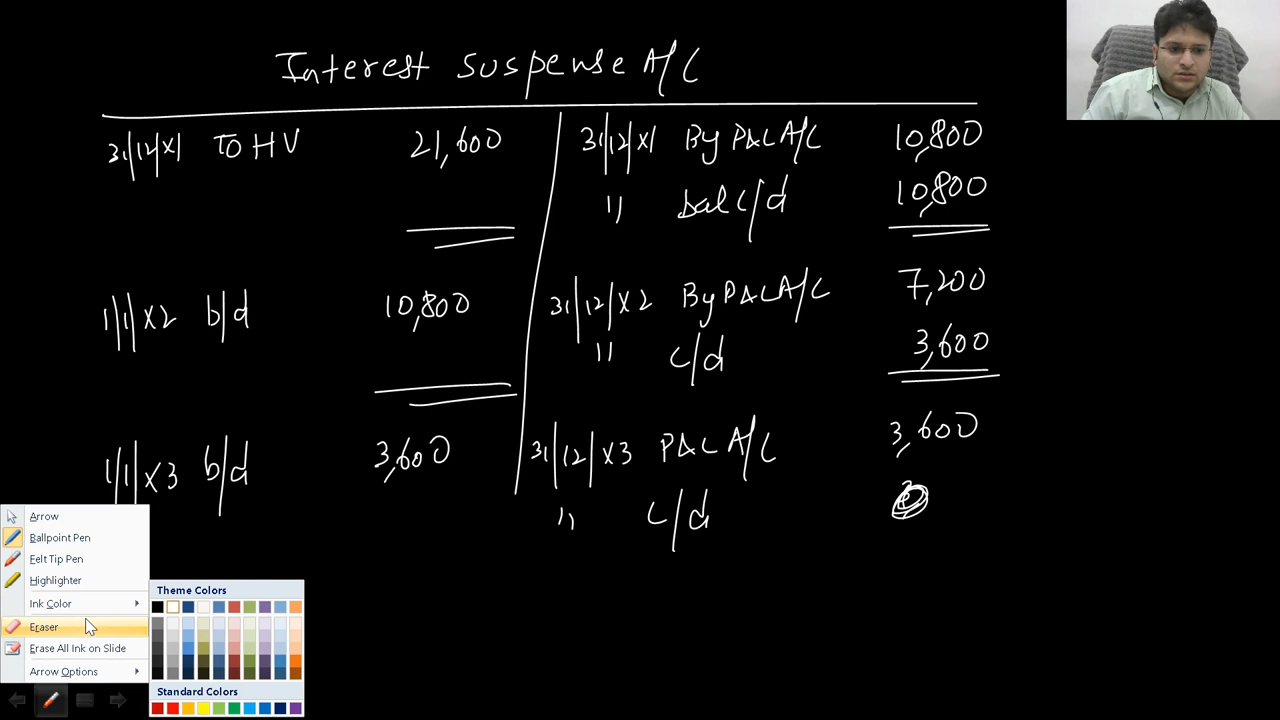 Interest Suspense A/C
31/12/X1 To HV 21,600 31/12/X1 By P&L A/C 10,800
" bal c/d 10,800
1/1/X2 b/d 10,800 31/12/X2 By P&L A/C 7,200
" c/d 3,600
1/1/X3 b/d 3,600 31/12/X3 P&L A/C 3,600
" c/d
Arrow
Ballpoint Pen
Felt Tip Pen
Highlighter
Ink Color
Eraser
Erase All Ink on Slide
Arrow Options
Theme Colors
Standard Colors